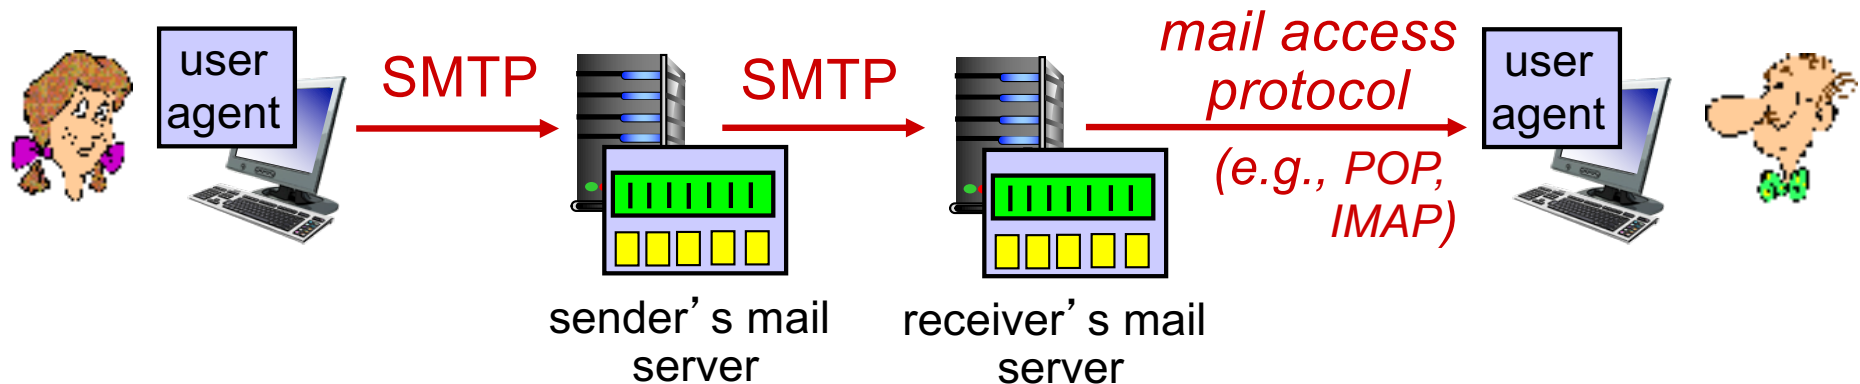 user
agent
SMTP
SMTP
mail access
protocol
(e.g., POP,
IMAP)
user
agent
sender’s mail
server
receiver’s mail
server